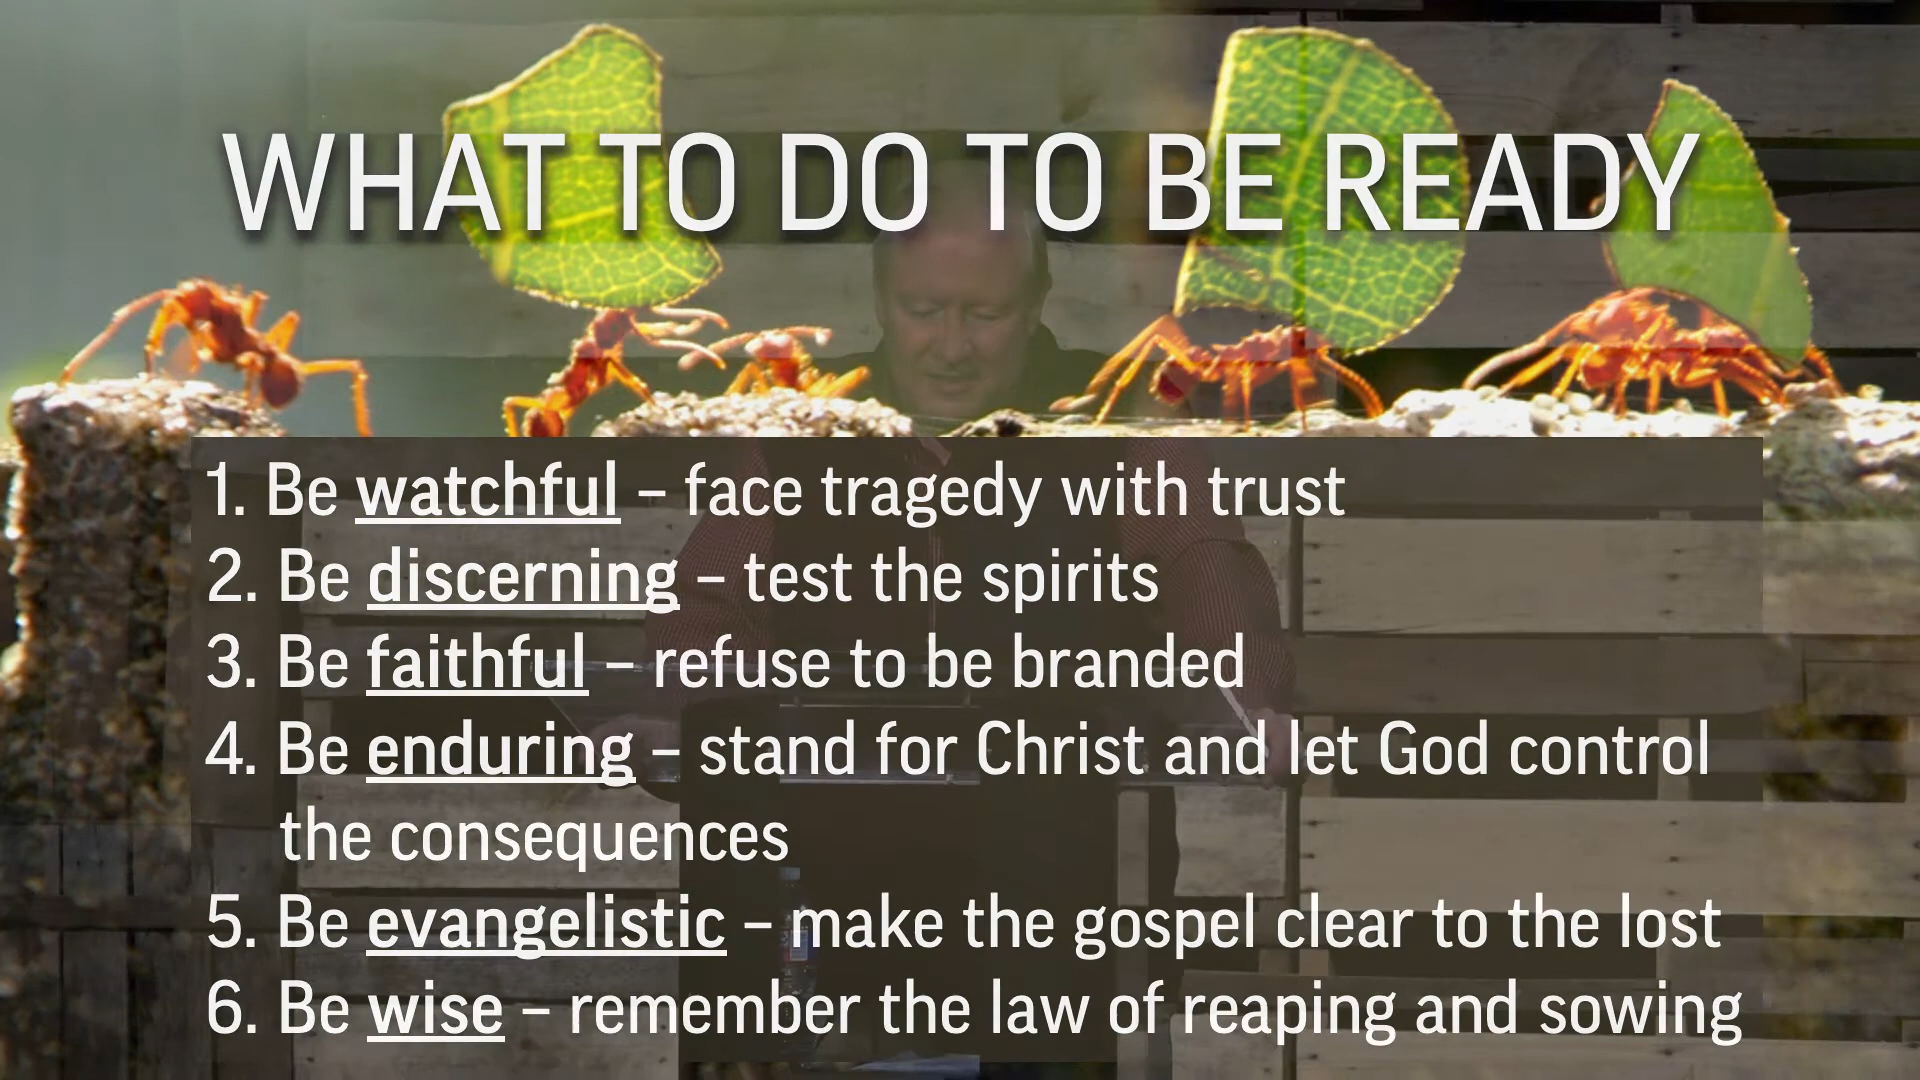 WHAT TO DO TO BE READY
1. Be watchful – face tragedy with trust
2. Be discerning – test the spirits
3. Be faithful – refuse to be branded
4. Be enduring – stand for Christ and let God control
the consequences
5. Be evangelistic – make the gospel clear to the lost
6. Be wise – remember the law of reaping and sowing